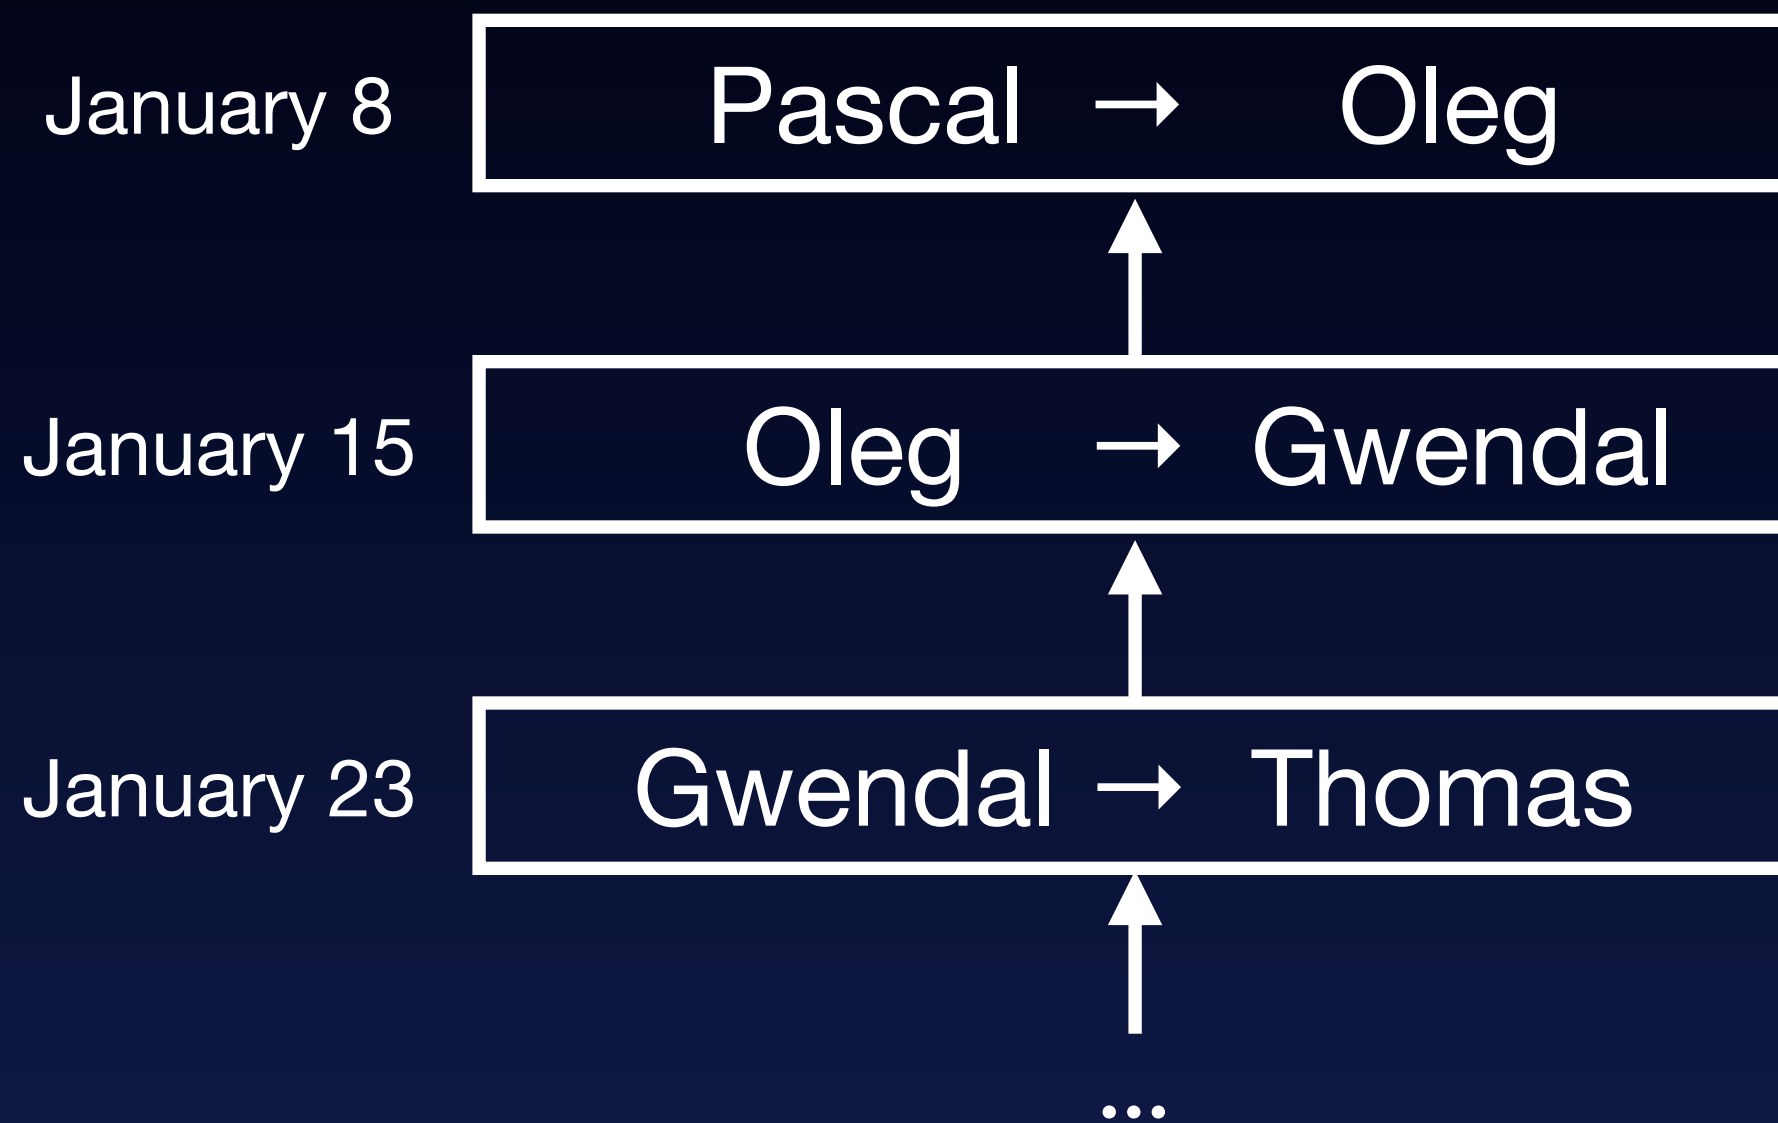 January 8 Pascal → Oleg
January 15 Oleg → Gwendal
January 23 Gwendal → Thomas
...